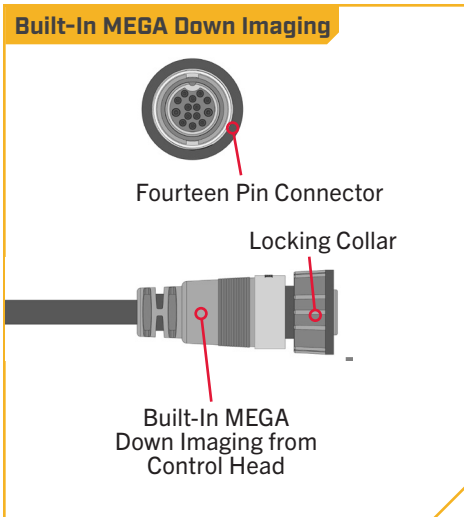 Built-In MEGA Down Imaging
Fourteen Pin Connector
Locking Collar
Built-In MEGA
Down Imaging from
Control Head